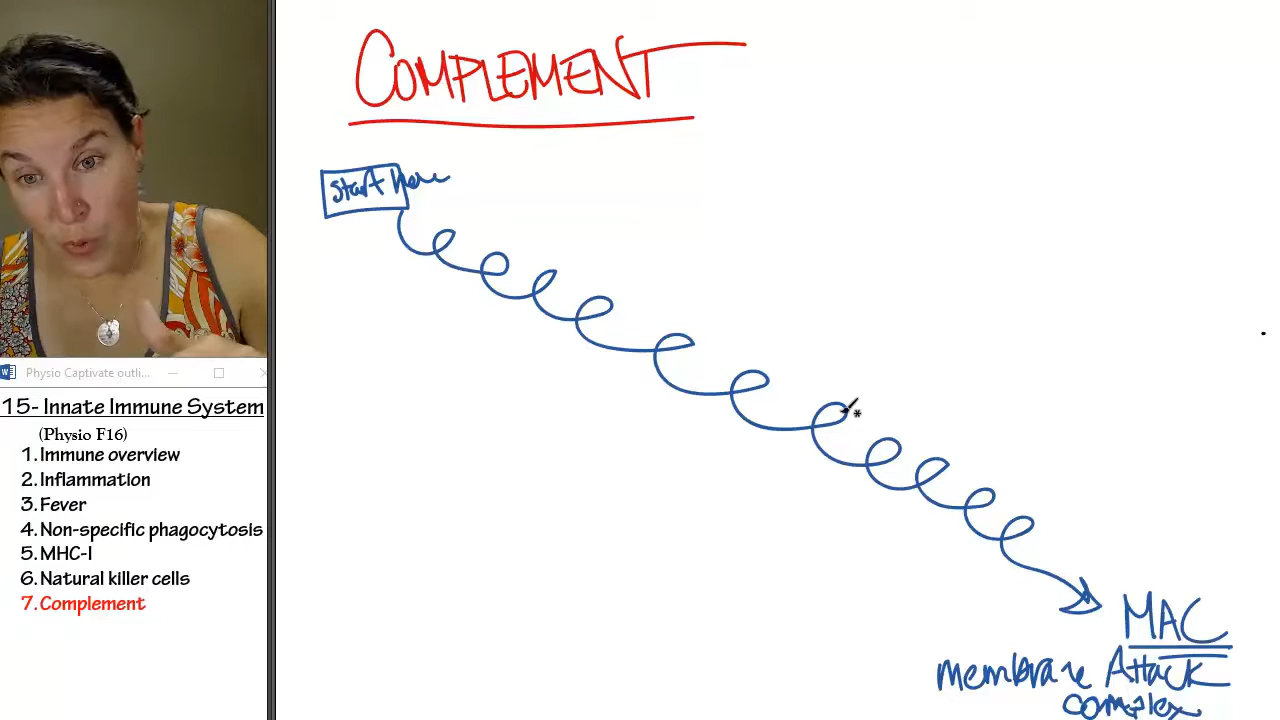 COMPLEMENT
start here
MAC
membrane Attack
complex
Physio Captivate outli...
15- Innate Immune System
(Physio F16)
1. Immune overview
2. Inflammation
3. Fever
4. Non-specific phagocytosis
5. MHC-I
6. Natural killer cells
7. Complement